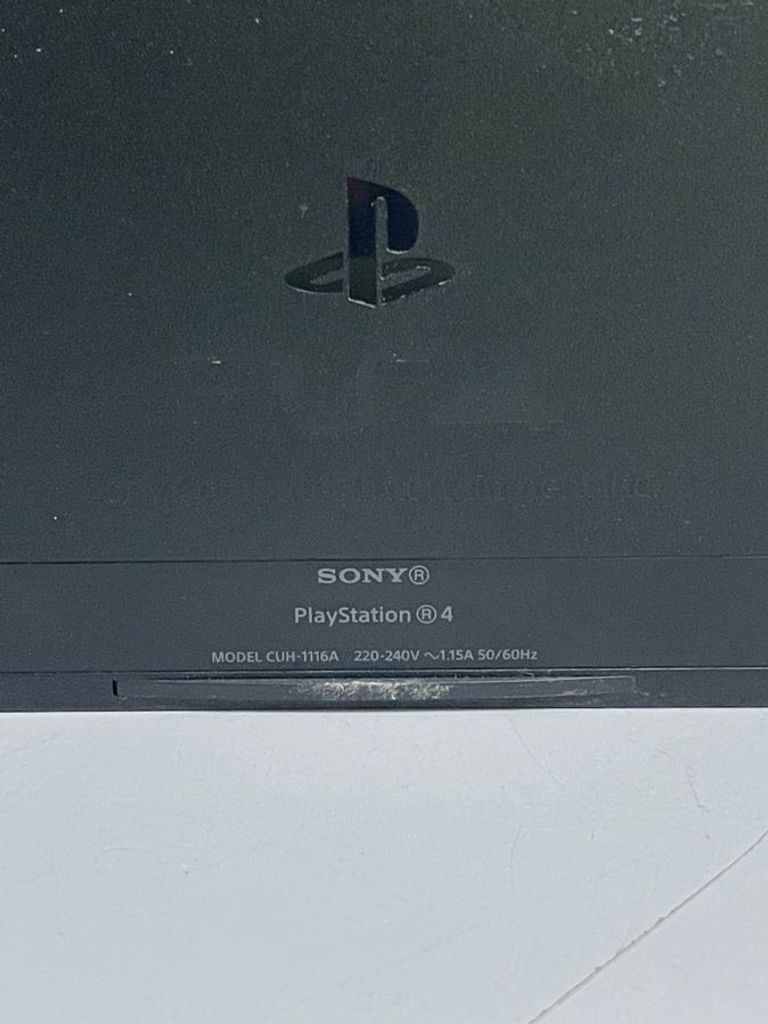 SONY®
PlayStation ® 4
MODEL CUH-1116A 220-240V ～1.15A 50/60Hz